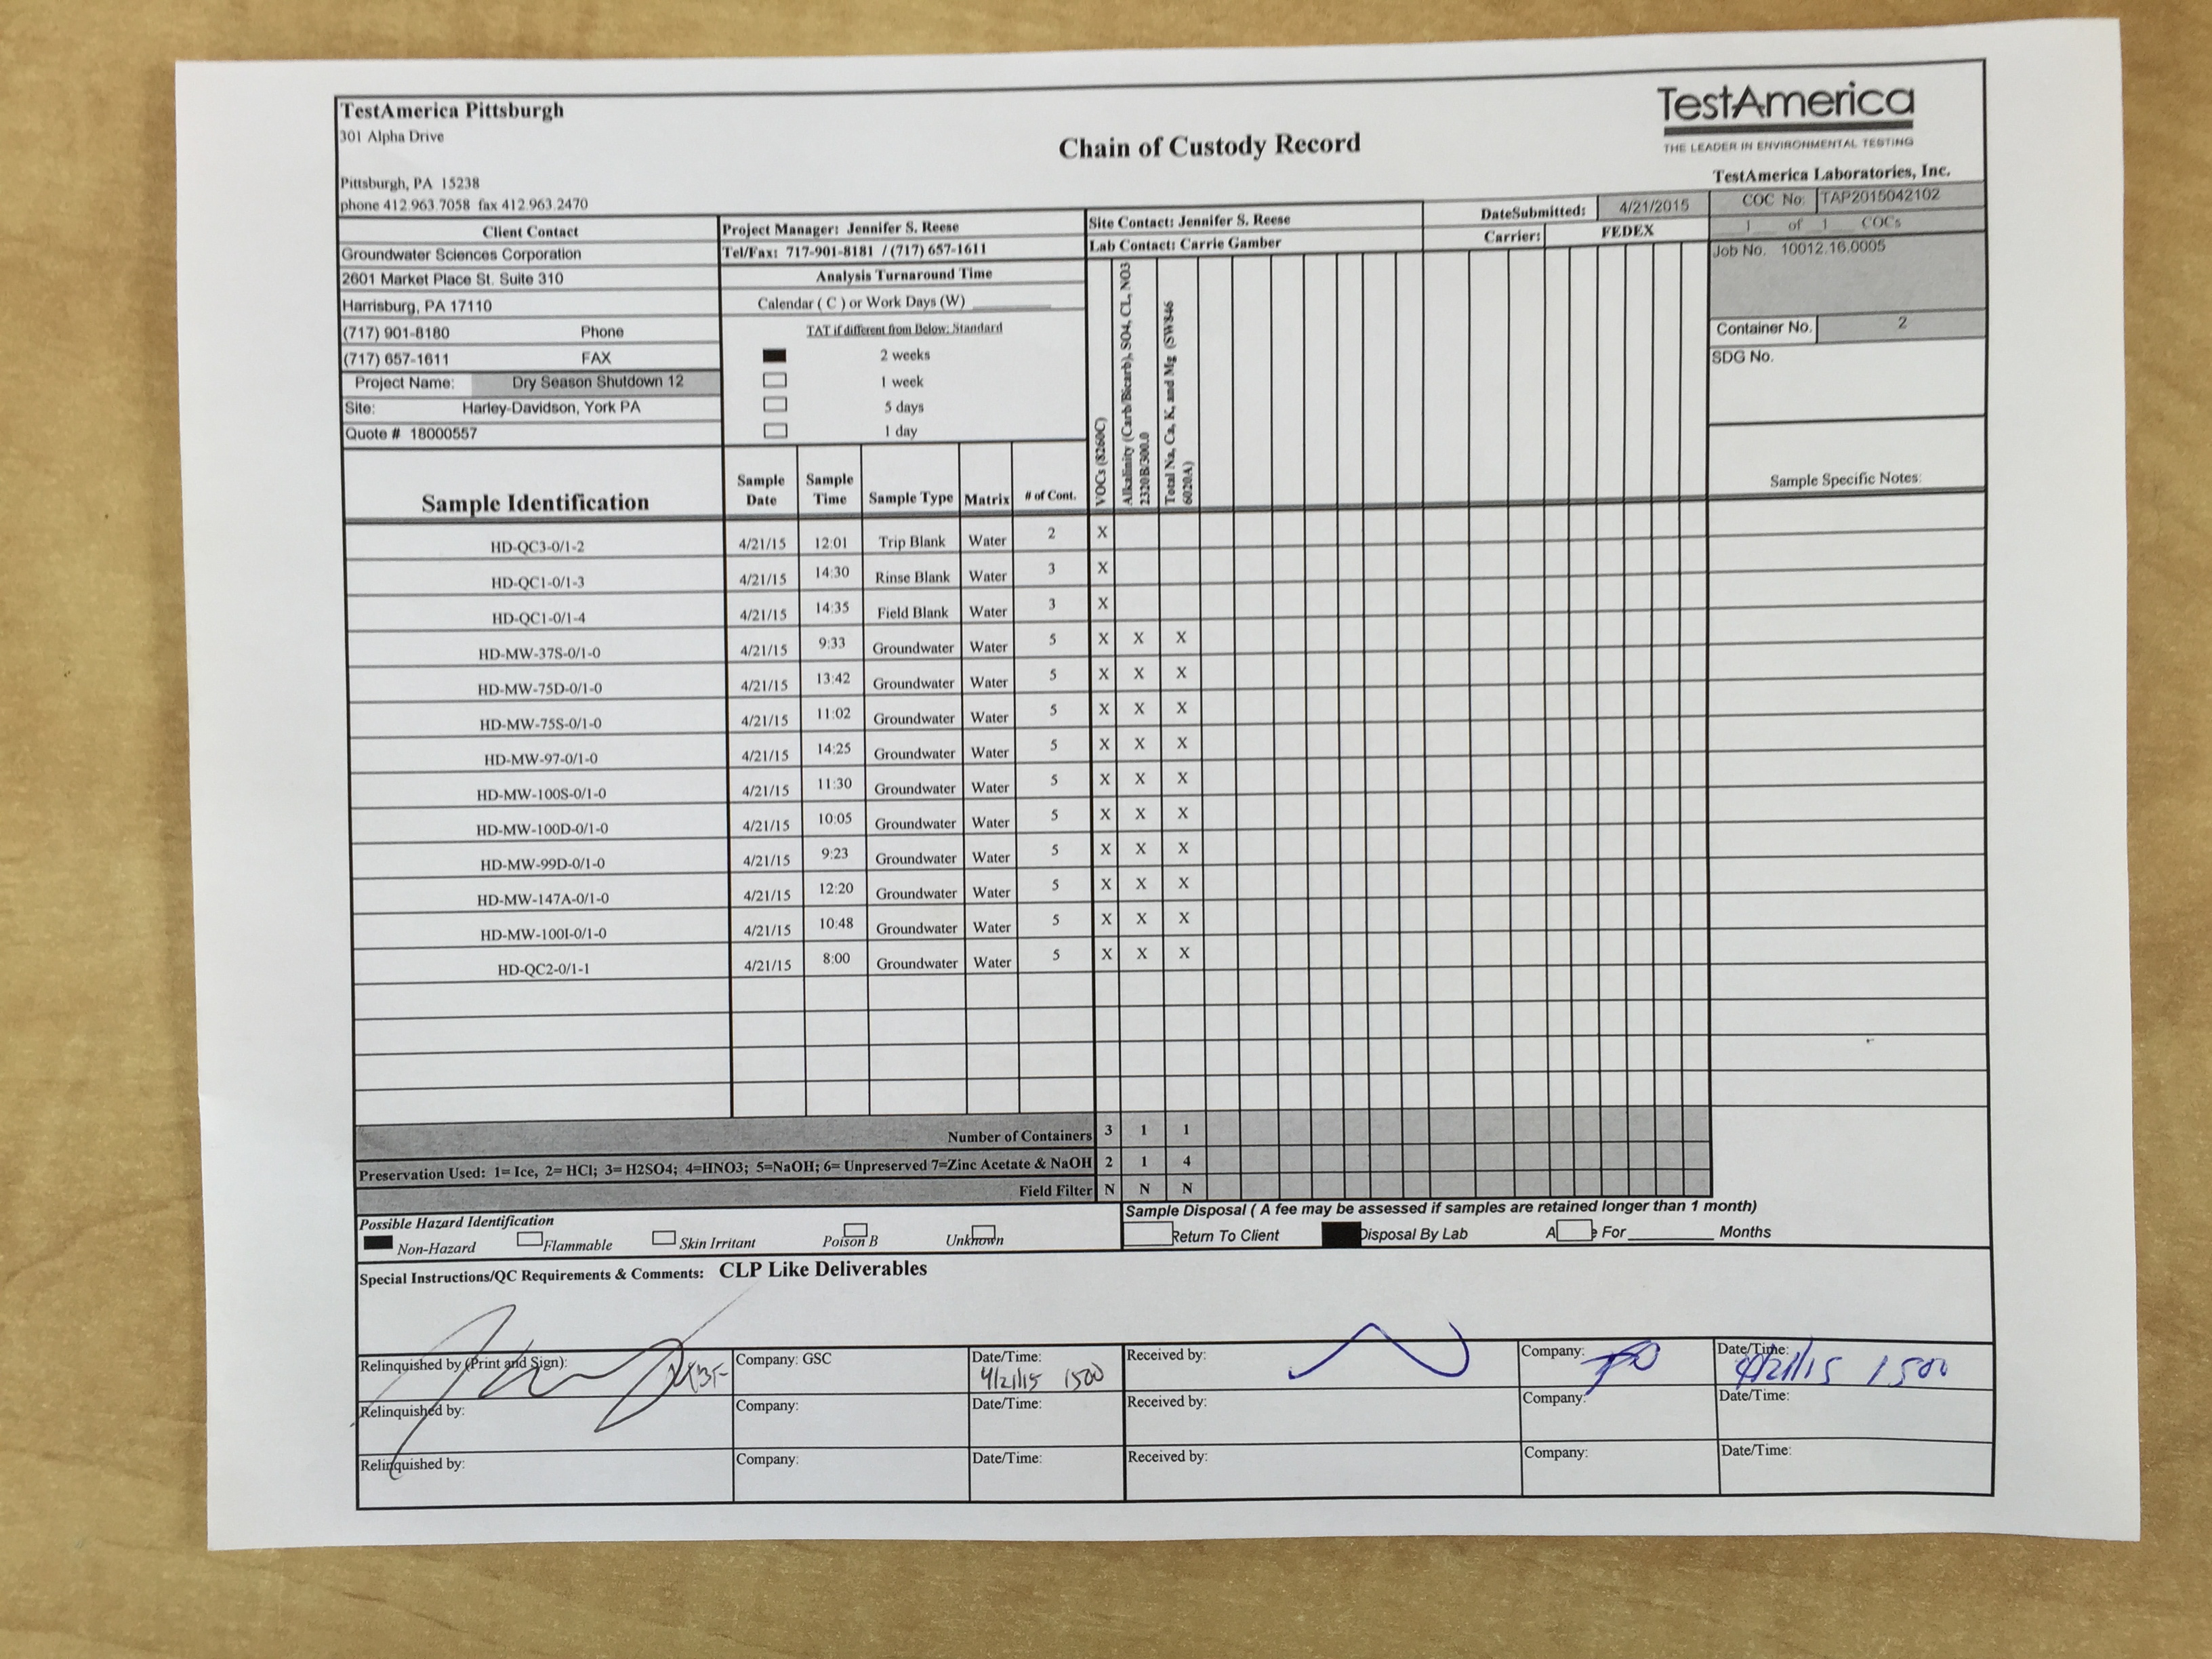 TestAmerica Pittsburgh
301 Alpha Drive
Pittsburgh, PA 15238
phone 412.963.7058 fax 412.963.2470
Chain of Custody Record
TestAmerica
THE LEADER IN ENVIRONMENTAL TESTING
TestAmerica Laboratories, Inc.
Client Contact
Groundwater Sciences Corporation
2601 Market Place St. Suite 310
Harrisburg, PA 17110
(717) 901-8180 Phone
(717) 657-1611 FAX
Project Name: Dry Season Shutdown 12
Site: Harley-Davidson, York PA
Quote # 18000557
Project Manager: Jennifer S. Reese
Tel/Fax: 717-901-8181 / (717) 657-1611
Analysis Turnaround Time
Calendar ( C ) or Work Days (W)
TAT if different from Below: Standard
2 weeks
1 week
5 days
1 day
Site Contact: Jennifer S. Reese
Lab Contact: Carrie Gamber
DateSubmitted: 4/21/2015
Carrier: FEDEX
COC No: TAP2015042102
1 of 1 COCs
Job No. 10012.16.0005
Container No. 2
SDG No.
Sample Specific Notes:
Sample Identification Sample Date Sample Time Sample Type Matrix # of Cont.
VOCs (8260C)
Alkalinity (Carb/Bicarb), SO4, CL, NO3
2320B/300.0
Total Na, Ca, K, and Mg (SW846
6020A)
HD-QC3-0/1-2 4/21/15 12:01 Trip Blank Water 2 X
HD-QC1-0/1-3 4/21/15 14:30 Rinse Blank Water 3 X
HD-QC1-0/1-4 4/21/15 14:35 Field Blank Water 3 X
HD-MW-37S-0/1-0 4/21/15 9:33 Groundwater Water 5 X X X
HD-MW-75D-0/1-0 4/21/15 13:42 Groundwater Water 5 X X X
HD-MW-75S-0/1-0 4/21/15 11:02 Groundwater Water 5 X X X
HD-MW-97-0/1-0 4/21/15 14:25 Groundwater Water 5 X X X
HD-MW-100S-0/1-0 4/21/15 11:30 Groundwater Water 5 X X X
HD-MW-100D-0/1-0 4/21/15 10:05 Groundwater Water 5 X X X
HD-MW-99D-0/1-0 4/21/15 9:23 Groundwater Water 5 X X X
HD-MW-147A-0/1-0 4/21/15 12:20 Groundwater Water 5 X X X
HD-MW-100I-0/1-0 4/21/15 10:48 Groundwater Water 5 X X X
HD-QC2-0/1-1 4/21/15 8:00 Groundwater Water 5 X X X
Number of Containers 3 1 1
Preservation Used: 1= Ice, 2= HCl; 3= H2SO4; 4=HNO3; 5=NaOH; 6= Unpreserved 7=Zinc Acetate & NaOH 2 1 4
Field Filter N N N
Possible Hazard Identification
Non-Hazard Flammable Skin Irritant Poison B Unknown
Sample Disposal ( A fee may be assessed if samples are retained longer than 1 month)
Return To Client Disposal By Lab A e For Months
Special Instructions/QC Requirements & Comments: CLP Like Deliverables
Relinquished by (Print and Sign): Company: GSC Date/Time: 4/21/15 1500 Received by: Company: Date/Time: 4/21/15 1500
Relinquished by: Company: Date/Time: Received by: Company: Date/Time:
Relinquished by: Company: Date/Time: Received by: Company: Date/Time: